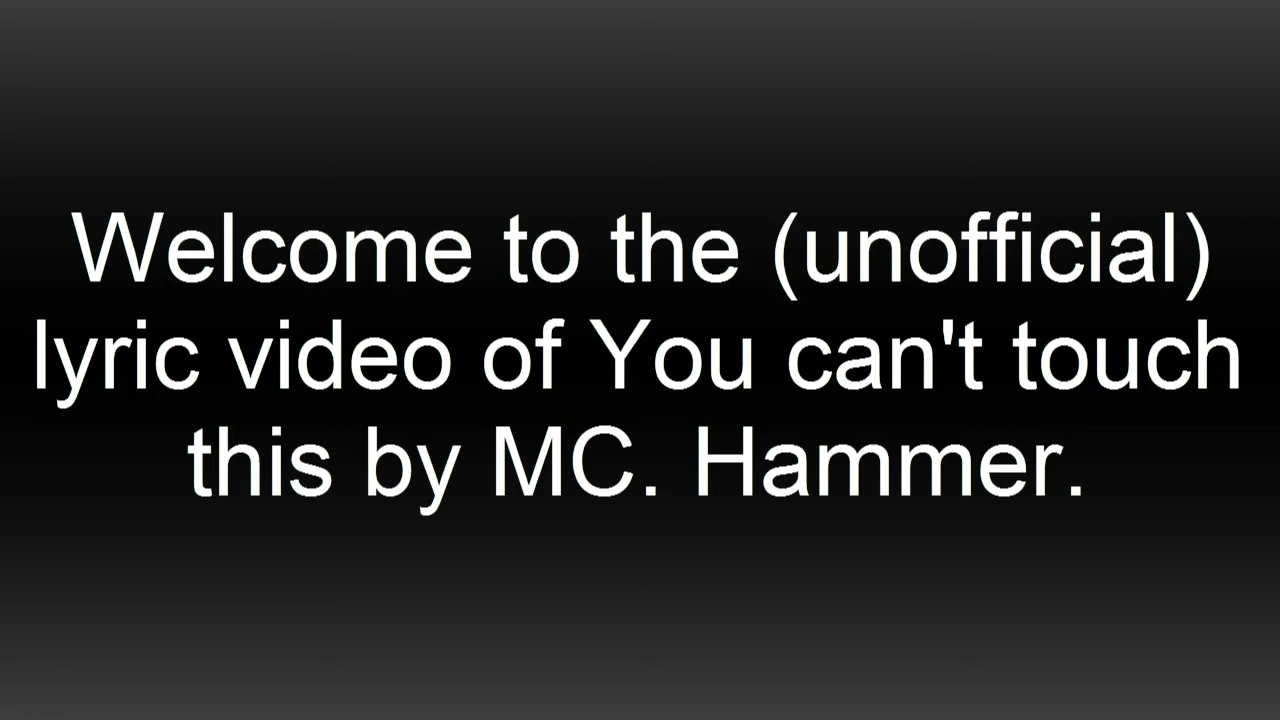 Welcome to the (unofficial)
lyric video of You can't touch
this by MC. Hammer.